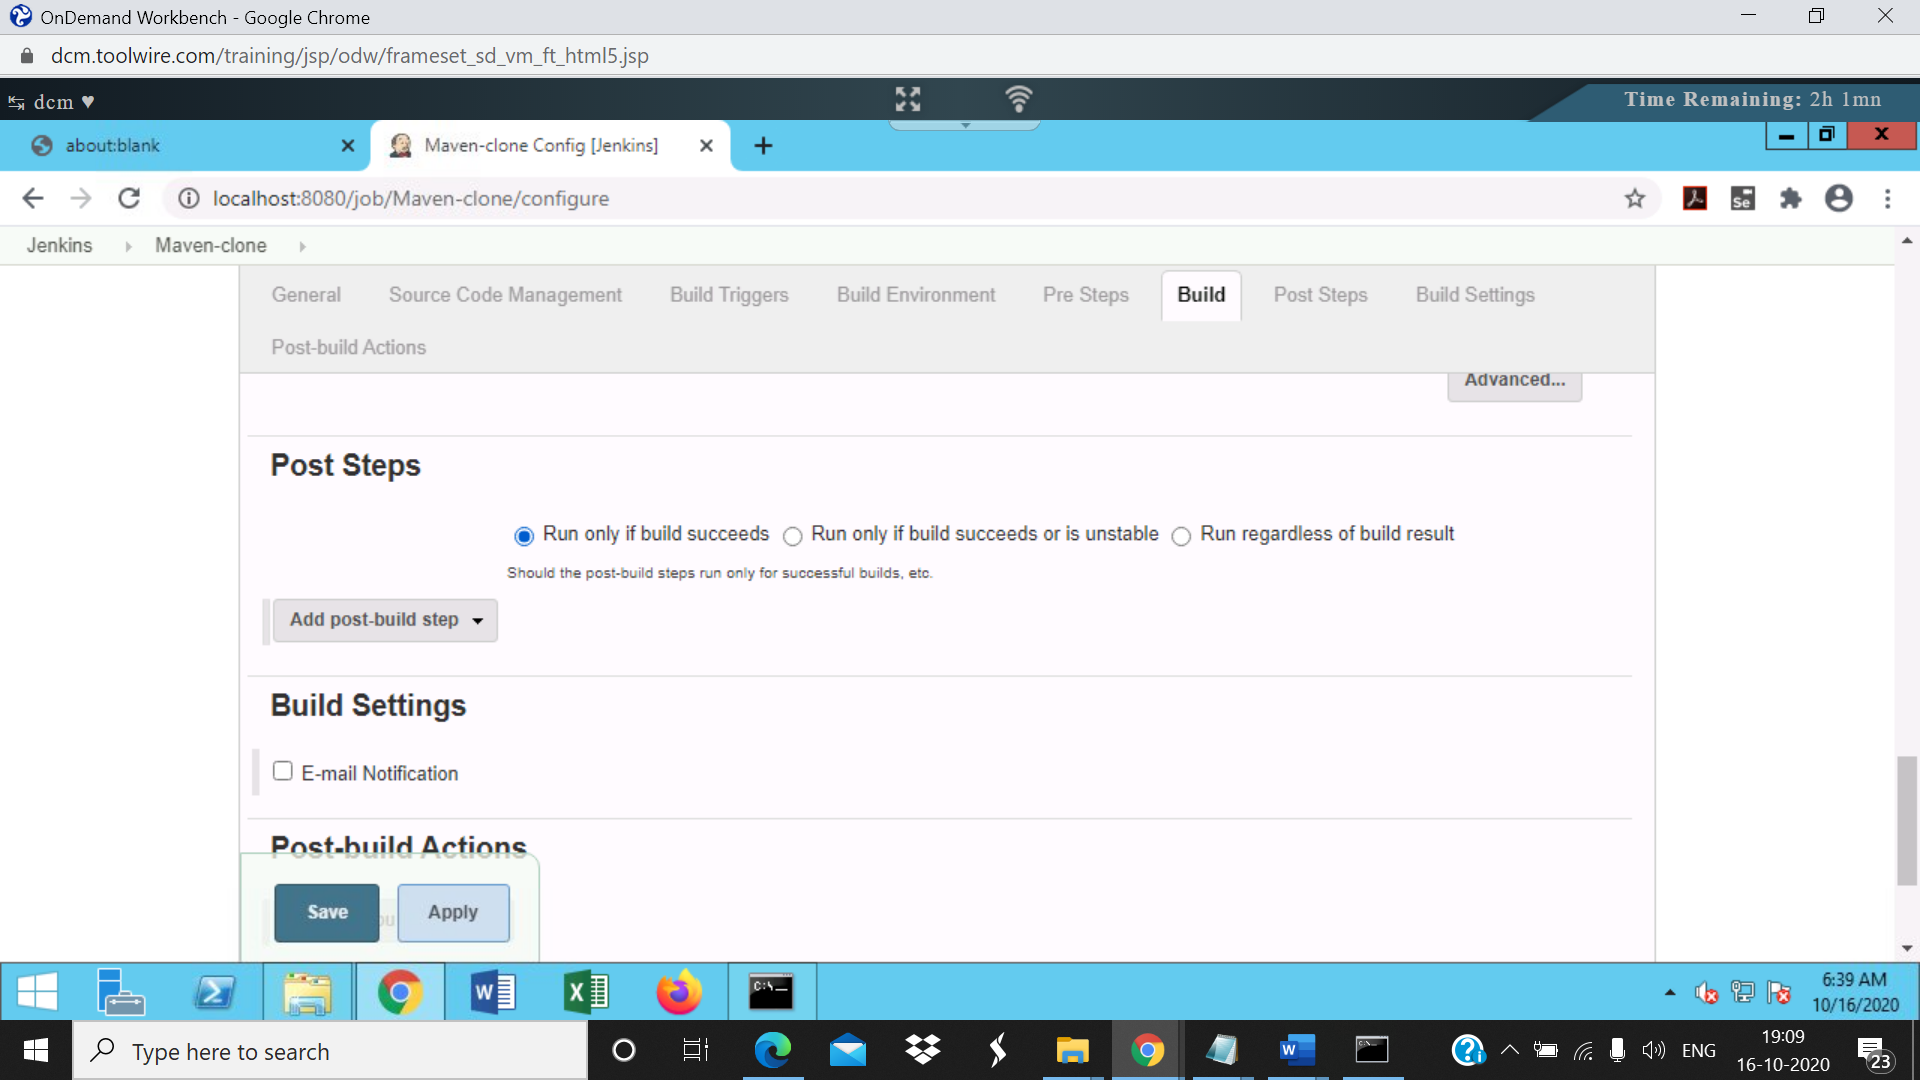 OnDemand Workbench - Google Chrome
dcm.toolwire.com/training/jsp/odw/frameset_sd_vm_ft_html5.jsp
dcm ♥
Time Remaining: 2h 1mn
about:blank
Maven-clone Config [Jenkins]
localhost:8080/job/Maven-clone/configure
Se
Jenkins
Maven-clone
General
Source Code Management
Build Triggers
Build Environment
Pre Steps
Build
Post Steps
Build Settings
Post-build Actions
Advanced...
Post Steps
Run only if build succeeds
Run only if build succeeds or is unstable
Run regardless of build result
Should the post-build steps run only for successful builds, etc.
Add post-build step
Build Settings
E-mail Notification
Post-build Actions
Save
Apply
6:39 AM
10/16/2020
Type here to search
ENG
19:09
16-10-2020
23